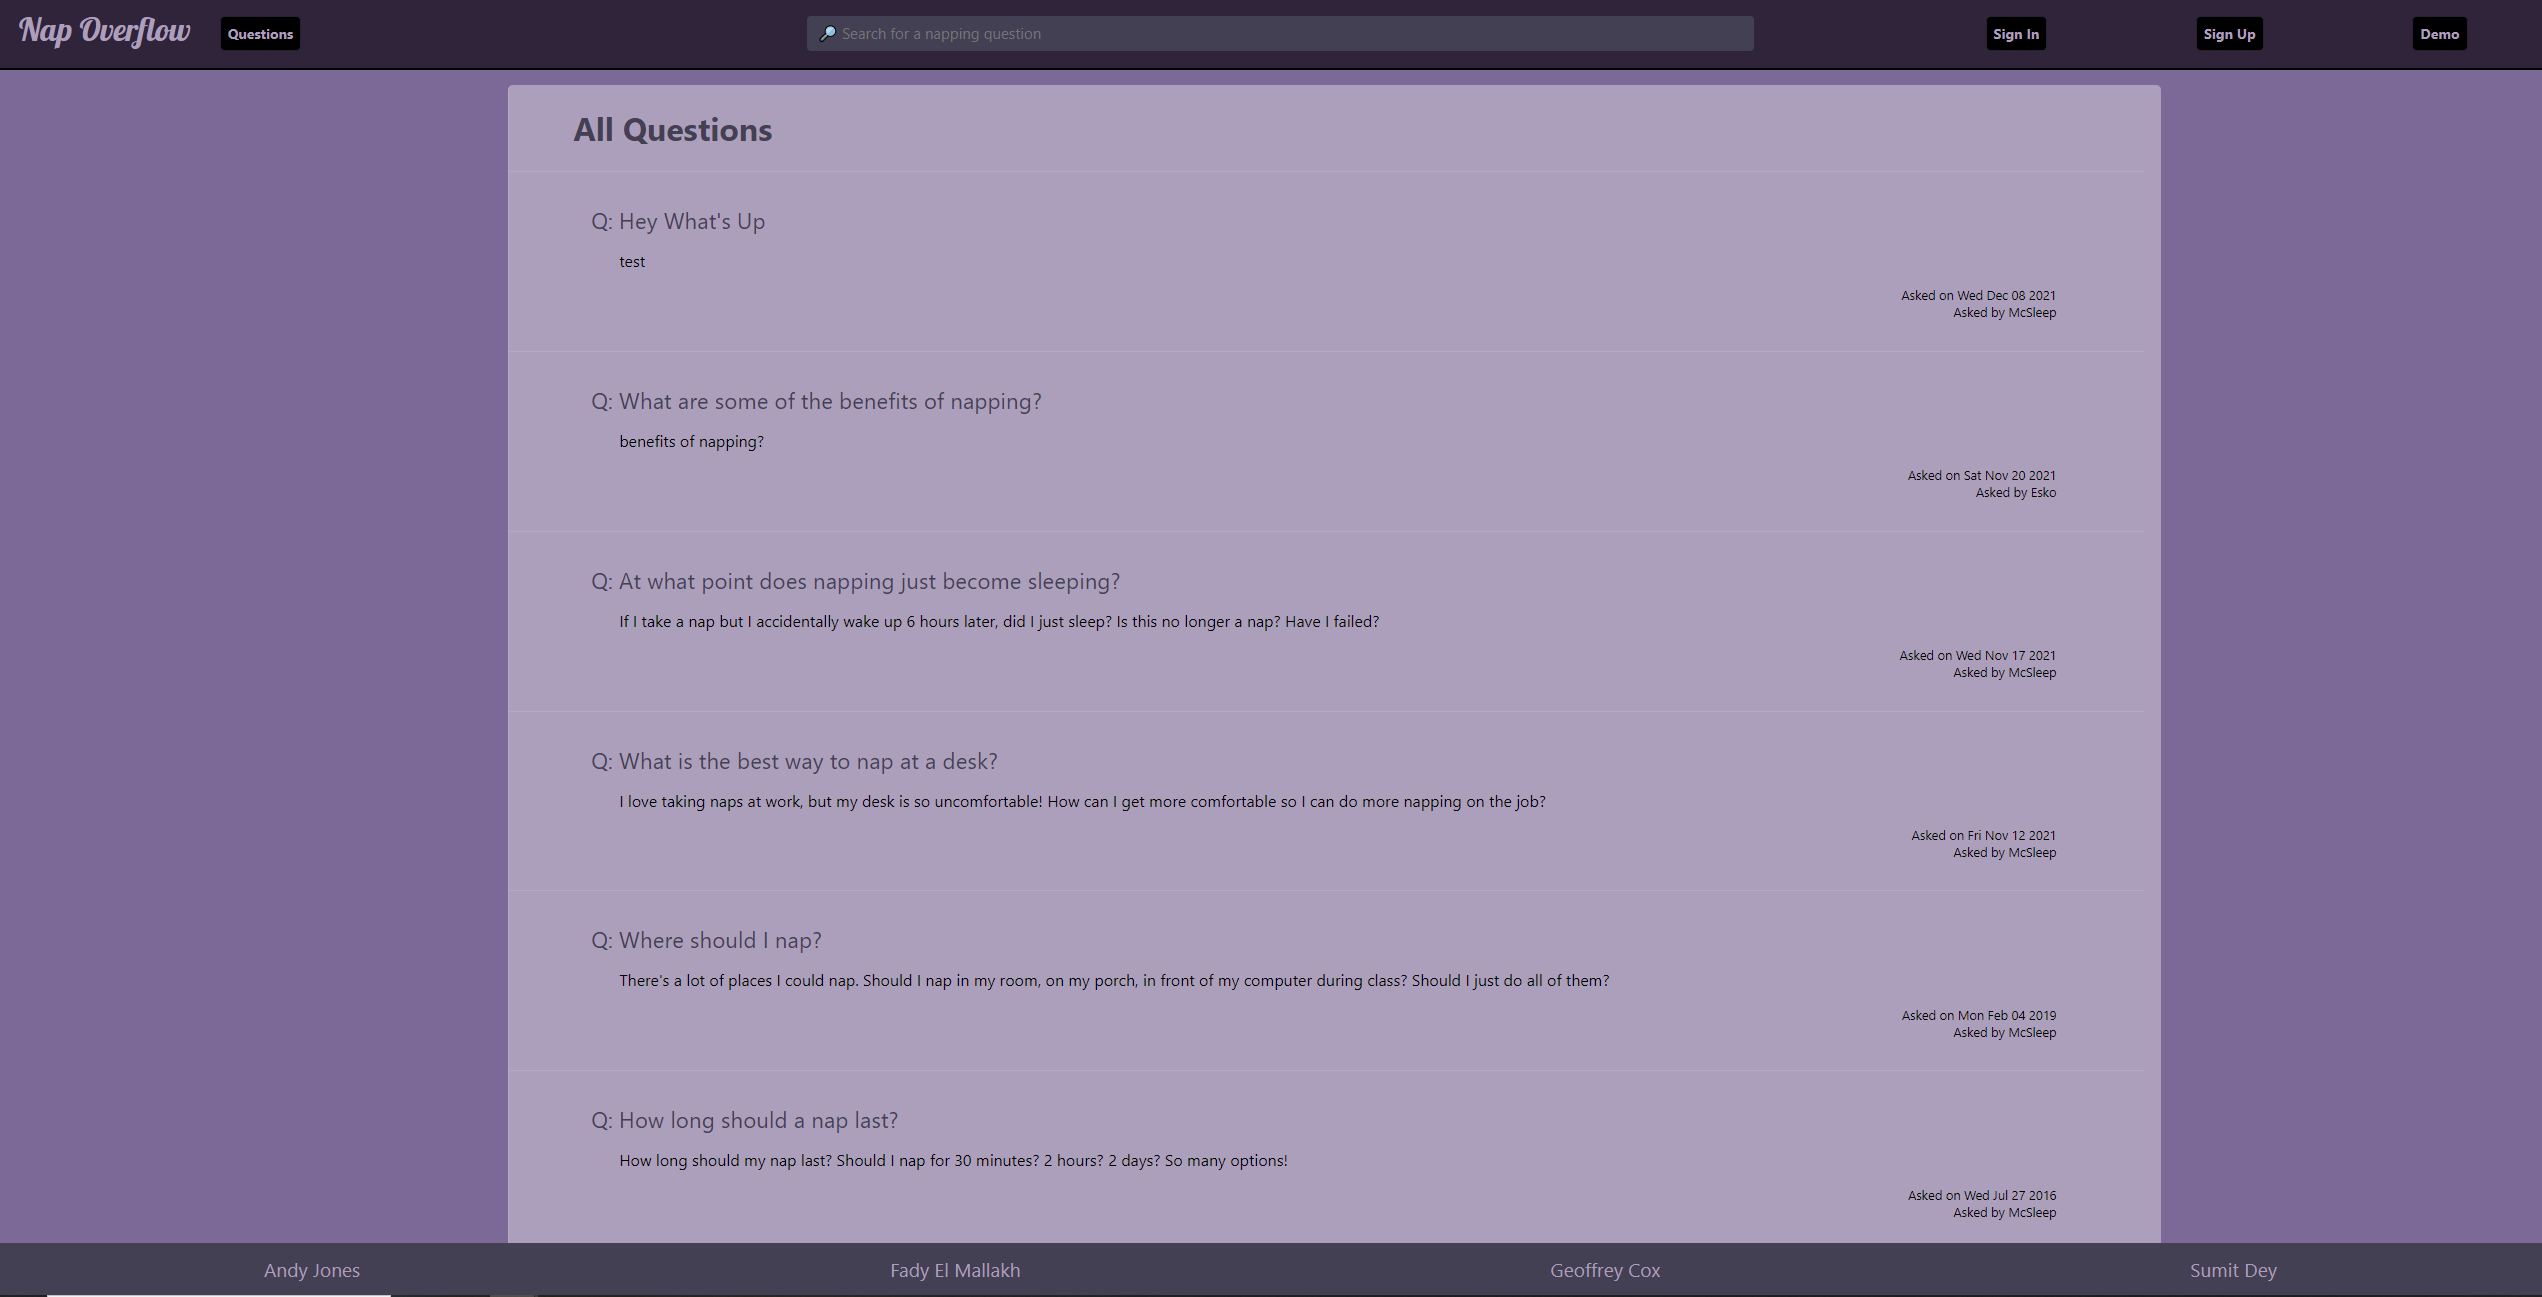 Nap Overflow
Questions
Search for a napping question
Sign In
Sign Up
Demo
All Questions
Q: Hey What's Up
test
Asked on Wed Dec 08 2021
Asked by McSleep
Q: What are some of the benefits of napping?
benefits of napping?
Asked on Sat Nov 20 2021
Asked by Esko
Q: At what point does napping just become sleeping?
If I take a nap but I accidentally wake up 6 hours later, did I just sleep? Is this no longer a nap? Have I failed?
Asked on Wed Nov 17 2021
Asked by McSleep
Q: What is the best way to nap at a desk?
I love taking naps at work, but my desk is so uncomfortable! How can I get more comfortable so I can do more napping on the job?
Asked on Fri Nov 12 2021
Asked by McSleep
Q: Where should I nap?
There's a lot of places I could nap. Should I nap in my room, on my porch, in front of my computer during class? Should I just do all of them?
Asked on Mon Feb 04 2019
Asked by McSleep
Q: How long should a nap last?
How long should my nap last? Should I nap for 30 minutes? 2 hours? 2 days? So many options!
Asked on Wed Jul 27 2016
Asked by McSleep
Andy Jones
Fady El Mallakh
Geoffrey Cox
Sumit Dey